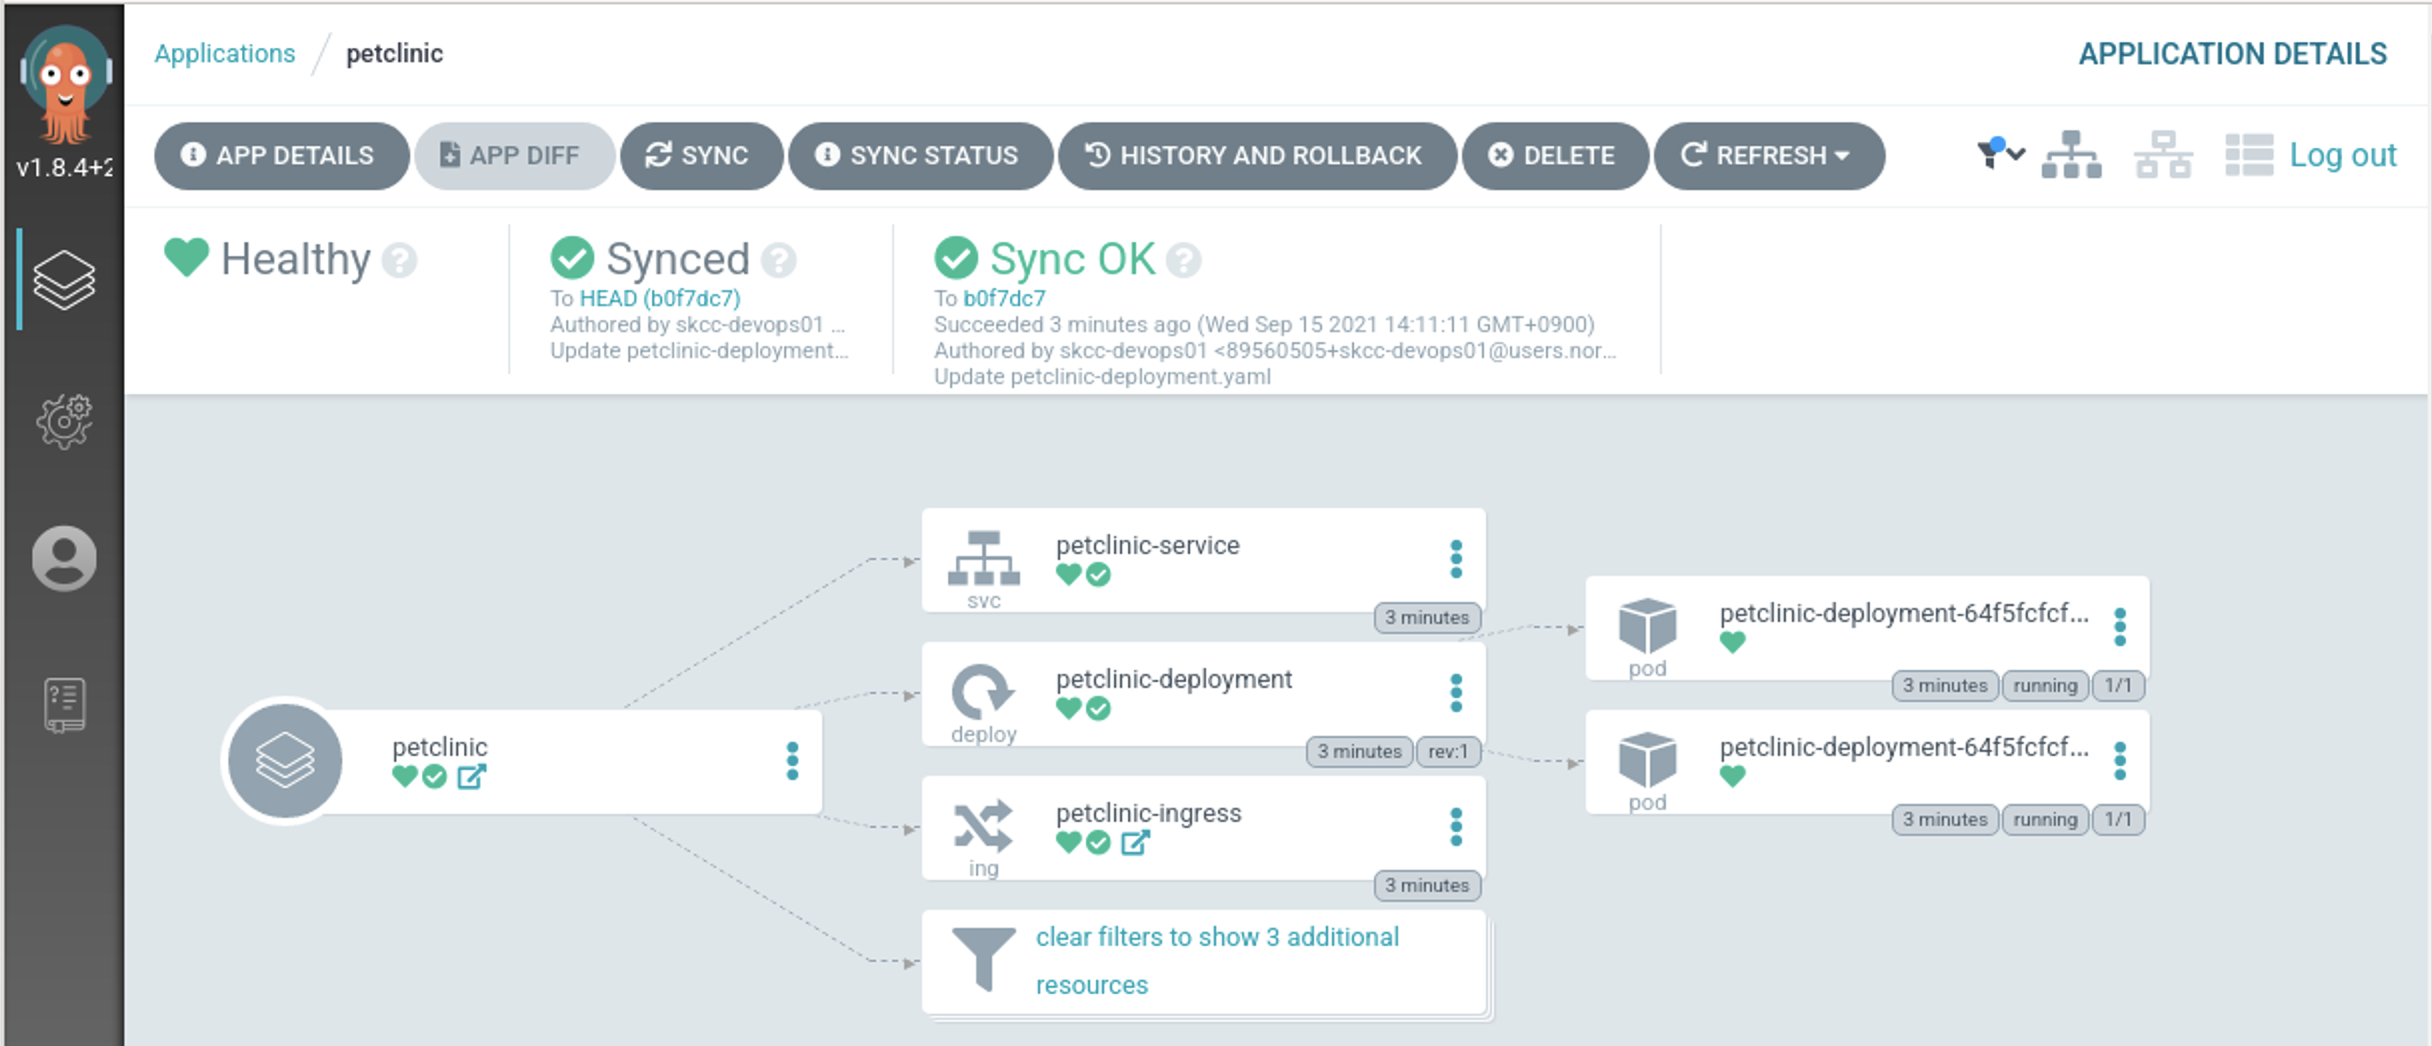 v1.8.4+2
Applications / petclinic
APPLICATION DETAILS
APP DETAILS
APP DIFF
SYNC
SYNC STATUS
HISTORY AND ROLLBACK
DELETE
REFRESH
Log out
Healthy
Synced
To HEAD (b0f7dc7)
Authored by skcc-devops01 ...
Update petclinic-deployment...
Sync OK
To b0f7dc7
Succeeded 3 minutes ago (Wed Sep 15 2021 14:11:11 GMT+0900)
Authored by skcc-devops01 <89560505+skcc-devops01@users.nor...
Update petclinic-deployment.yaml
petclinic
petclinic-service
svc
3 minutes
petclinic-deployment
deploy
3 minutes rev:1
petclinic-ingress
ing
3 minutes
clear filters to show 3 additional
resources
petclinic-deployment-64f5fcfcf...
pod
3 minutes running 1/1
petclinic-deployment-64f5fcfcf...
pod
3 minutes running 1/1